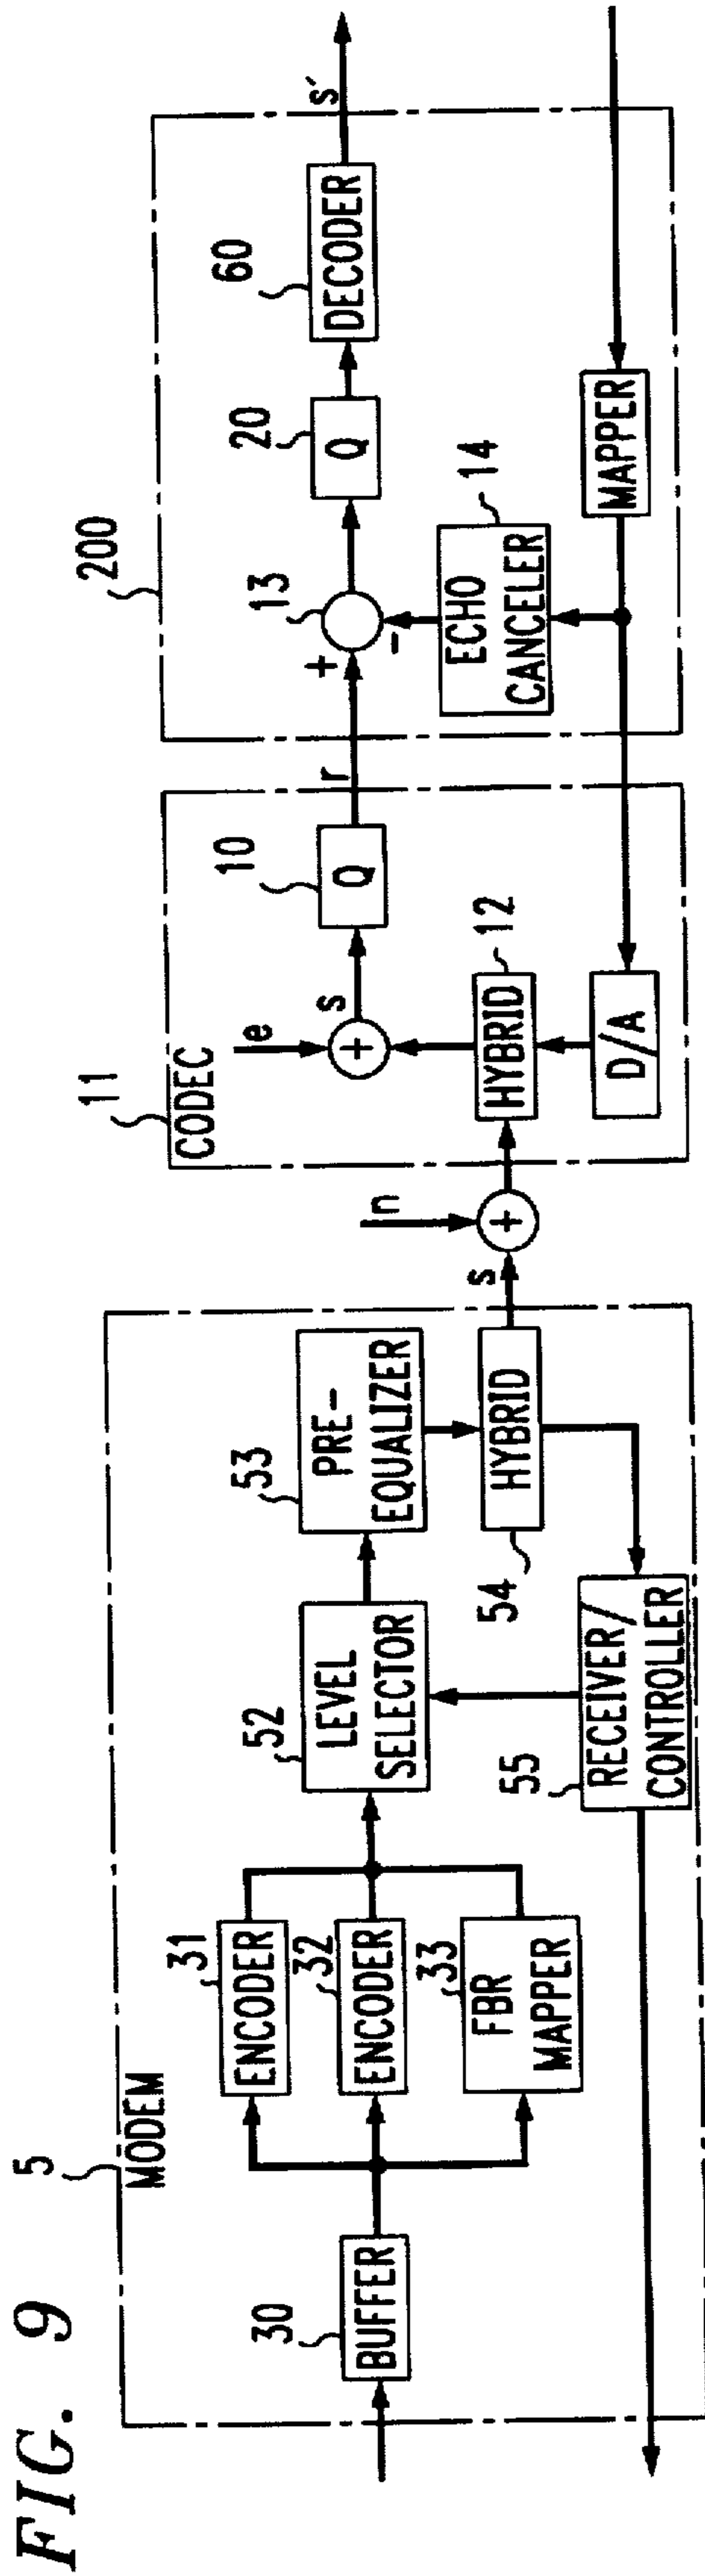 FIG. 9
5
MODEM
30
BUFFER
31
ENCODER
32
ENCODER
33
FBR
MAPPER
52
LEVEL
SELECTOR
53
PRE-
EQUALIZER
HYBRID
54
55
RECEIVER/
CONTROLLER
s
n
+
11
CODEC
e
+
s
10
Q
HYBRID
12
D/A
r
200
+
13
-
20
Q
60
DECODER
s'
ECHO
CANCELER
14
MAPPER